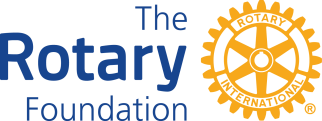 The
Rotary
Foundation
ROTARY
INTERNATIONAL
®